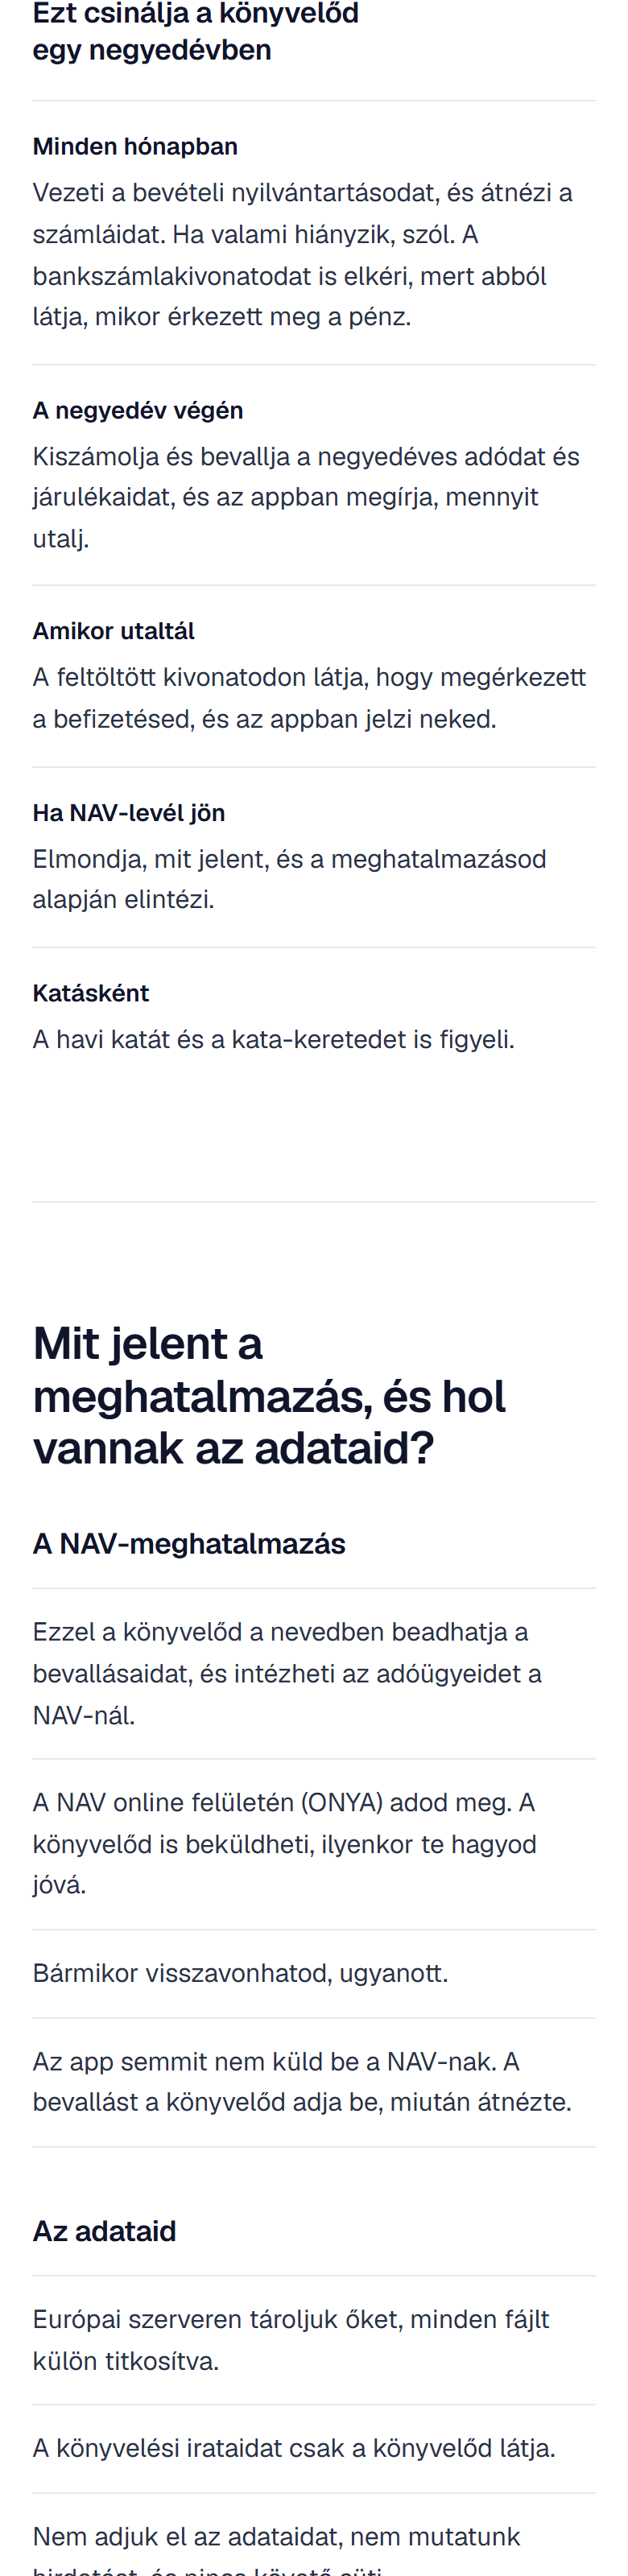 Ezt csinálja a könyvelőd
egy negyedévben
Minden hónapban
Vezeti a bevételi nyilvántartásodat, és átnézi a
számláidat. Ha valami hiányzik, szól. A
bankszámlakivonatodat is elkéri, mert abból
látja, mikor érkezett meg a pénz.
A negyedév végén
Kiszámolja és bevallja a negyedéves adódat és
járulékaidat, és az appban megírja, mennyit
utalj.
Amikor utaltál
A feltöltött kivonatodon látja, hogy megérkezett
a befizetésed, és az appban jelzi neked.
Ha NAV-levél jön
Elmondja, mit jelent, és a meghatalmazásod
alapján elintézi.
Katásként
A havi katát és a kata-keretedet is figyeli.
Mit jelent a
meghatalmazás, és hol
vannak az adataid?
A NAV-meghatalmazás
Ezzel a könyvelőd a nevedben beadhatja a
bevallásaidat, és intézheti az adóügyeidet a
NAV-nál.
A NAV online felületén (ONYA) adod meg. A
könyvelőd is beküldheti, ilyenkor te hagyod
jóvá.
Bármikor visszavonhatod, ugyanott.
Az app semmit nem küld be a NAV-nak. A
bevallást a könyvelőd adja be, miután átnézte.
Az adataid
Európai szerveren tároljuk őket, minden fájlt
külön titkosítva.
A könyvelési irataidat csak a könyvelőd látja.
Nem adjuk el az adataidat, nem mutatunk
hirdetést, és nincs követő süti.